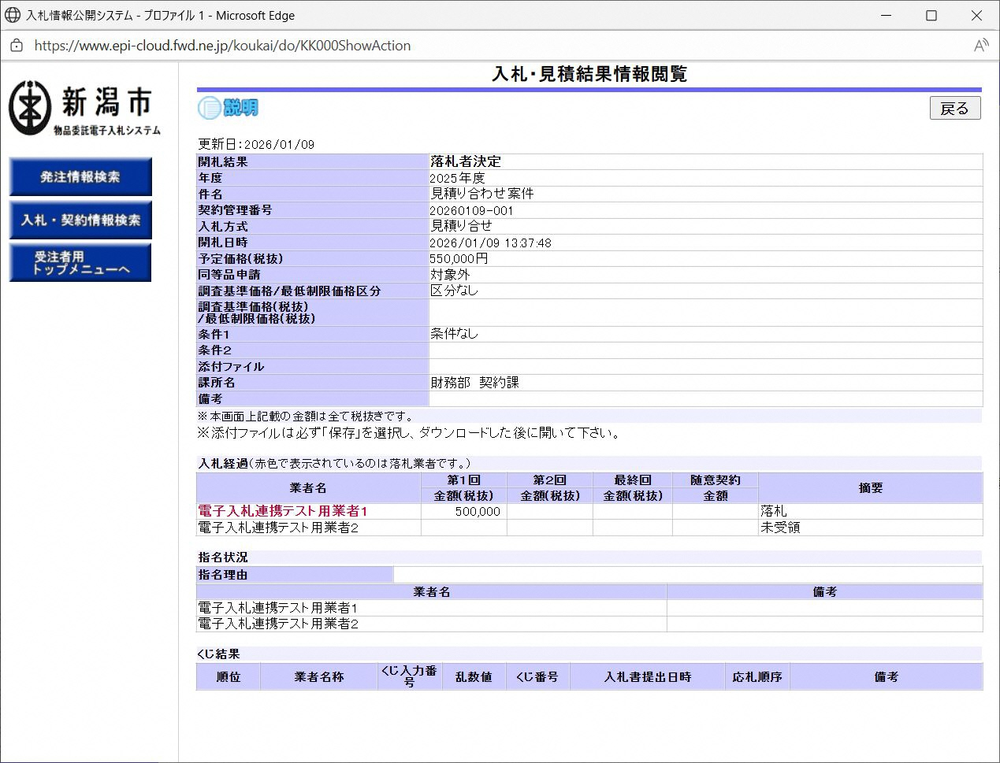 入札情報公開システム - プロファイル 1 - Microsoft Edge
https://www.epi-cloud.fwd.ne.jp/koukai/do/KK000ShowAction
新潟市
物品委託電子入札システム
発注情報検索
入札・契約情報検索
受注者用
トップメニューへ
入札・見積結果情報閲覧
説明
戻る
更新日：2026/01/09
開札結果 落札者決定
年度 2025年度
件名 見積り合わせ案件
契約管理番号 20260109-001
入札方式 見積り合せ
開札日時 2026/01/09 13:37:48
予定価格(税抜) 550,000円
同等品申請 対象外
調査基準価格/最低制限価格区分 区分なし
調査基準価格(税抜)
/最低制限価格(税抜)
条件1 条件なし
条件2
添付ファイル
課所名 財務部　契約課
備考
※本画面上記載の金額は全て税抜きです。
※添付ファイルは必ず「保存」を選択し、ダウンロードした後に開いて下さい。
入札経過(赤色で表示されているのは落札業者です。)
業者名 第1回 第2回 最終回 随意契約 摘要
金額(税抜) 金額(税抜) 金額(税抜) 金額
電子入札連携テスト用業者1 500,000 落札
電子入札連携テスト用業者2 未受領
指名状況
指名理由
業者名 備考
電子入札連携テスト用業者1
電子入札連携テスト用業者2
くじ結果
順位 業者名称 くじ入力番号 乱数値 くじ番号 入札書提出日時 応札順序 備考